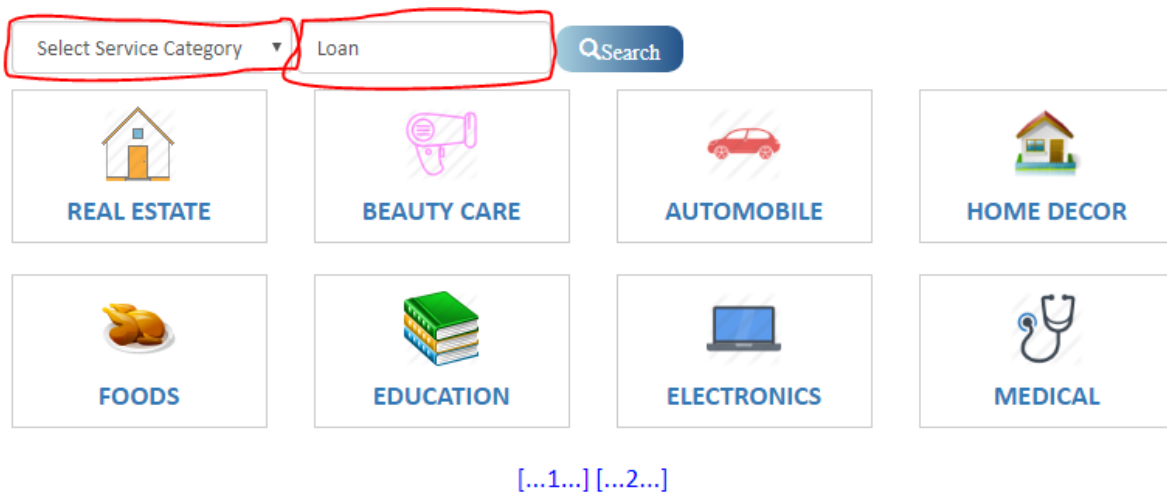 Select Service Category Loan Search
REAL ESTATE BEAUTY CARE AUTOMOBILE HOME DECOR
FOODS EDUCATION ELECTRONICS MEDICAL
[...1...] [...2...]